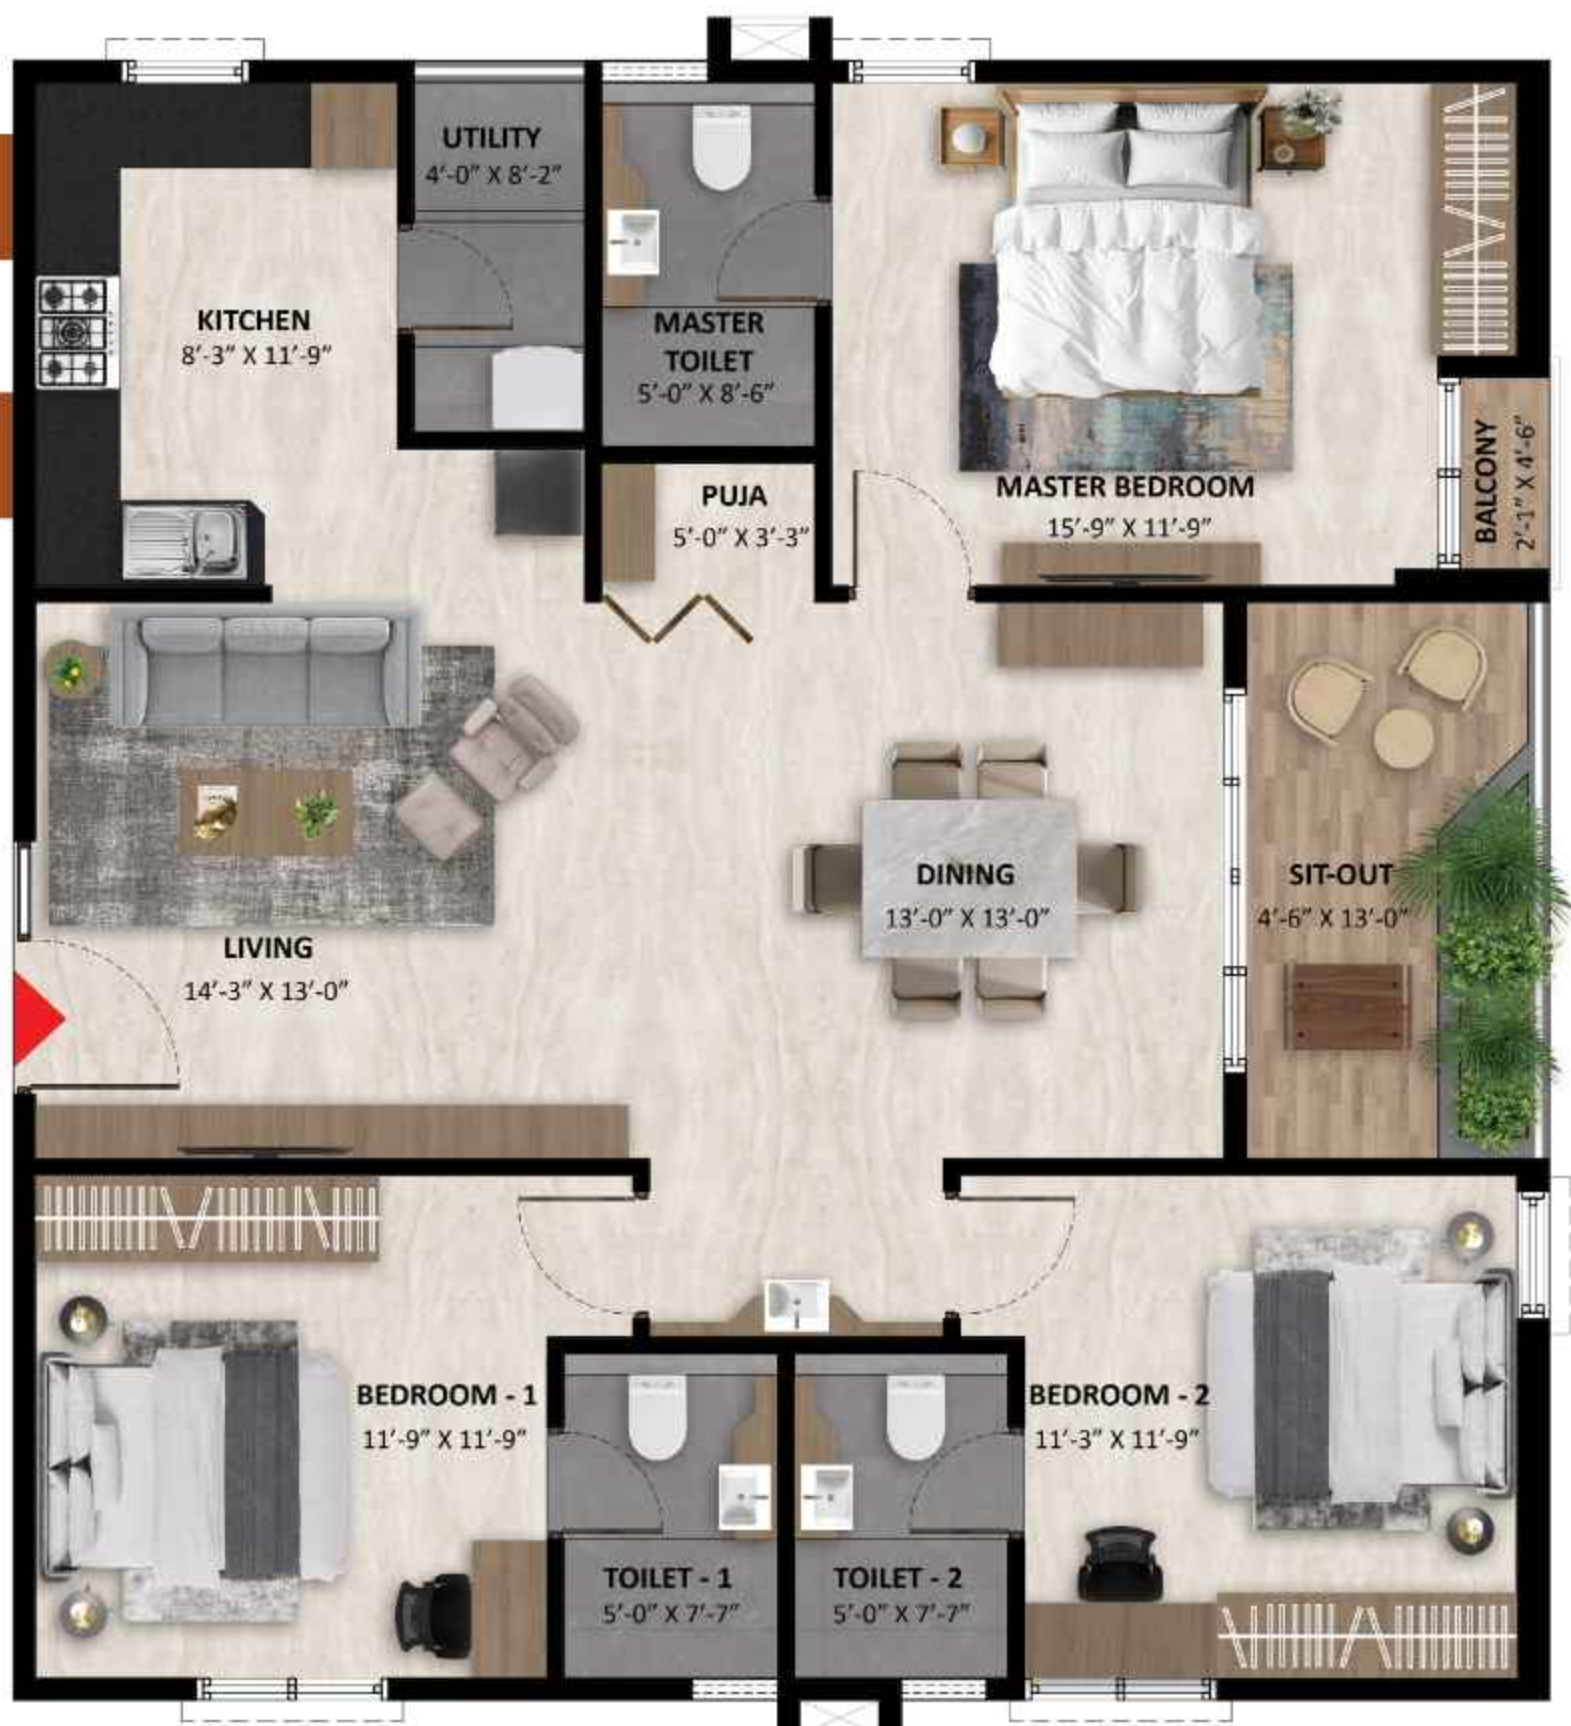 UTILITY
4'-0" X 8'-2"
KITCHEN
8'-3" X 11'-9"
MASTER
TOILET
5'-0" X 8'-6"
PUJA
5'-0" X 3'-3"
MASTER BEDROOM
15'-9" X 11'-9"
BALCONY
2'-1" X 4'-6"
LIVING
14'-3" X 13'-0"
DINING
13'-0" X 13'-0"
SIT-OUT
4'-6" X 13'-0"
BEDROOM - 1
11'-9" X 11'-9"
TOILET - 1
5'-0" X 7'-7"
TOILET - 2
5'-0" X 7'-7"
BEDROOM - 2
11'-3" X 11'-9"